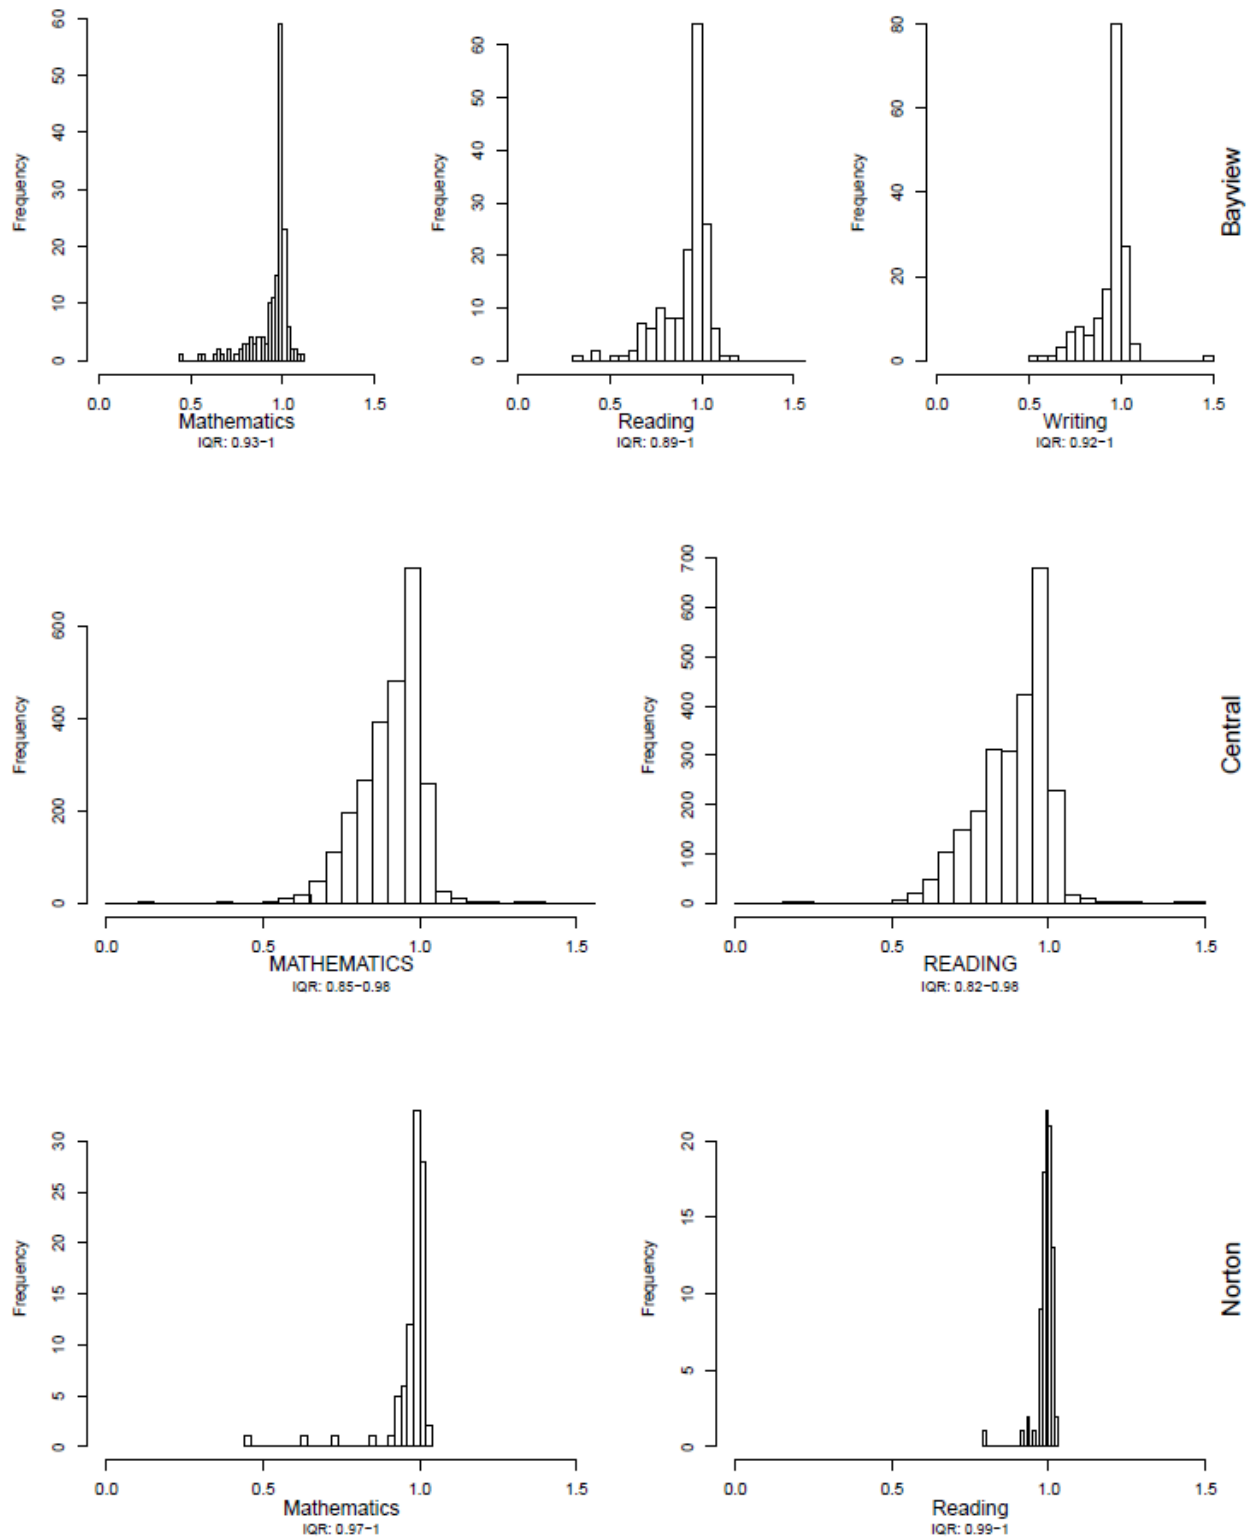 60
50
40
30
20
10
0
Frequency
0.0 0.5 1.0 1.5
Mathematics
IQR: 0.93−1
60
50
40
30
20
10
0
Frequency
0.0 0.5 1.0 1.5
Reading
IQR: 0.89−1
80
60
40
20
0
Frequency
0.0 0.5 1.0 1.5
Writing
IQR: 0.92−1
Bayview
600
400
200
0
Frequency
0.0 0.5 1.0 1.5
MATHEMATICS
IQR: 0.85−0.98
700
600
500
400
300
200
100
0
Frequency
0.0 0.5 1.0 1.5
READING
IQR: 0.82−0.98
Central
30
25
20
15
10
5
0
Frequency
0.0 0.5 1.0 1.5
Mathematics
IQR: 0.97−1
20
15
10
5
0
Frequency
0.0 0.5 1.0 1.5
Reading
IQR: 0.99−1
Norton